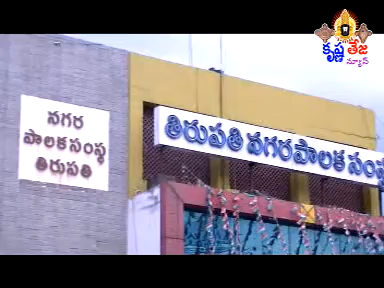 కృష్ణ తేజ
న్యూస్
నగర
పాలక సంస్థ
తిరుపతి
తిరుపతి నగరపాలక సంస్థ